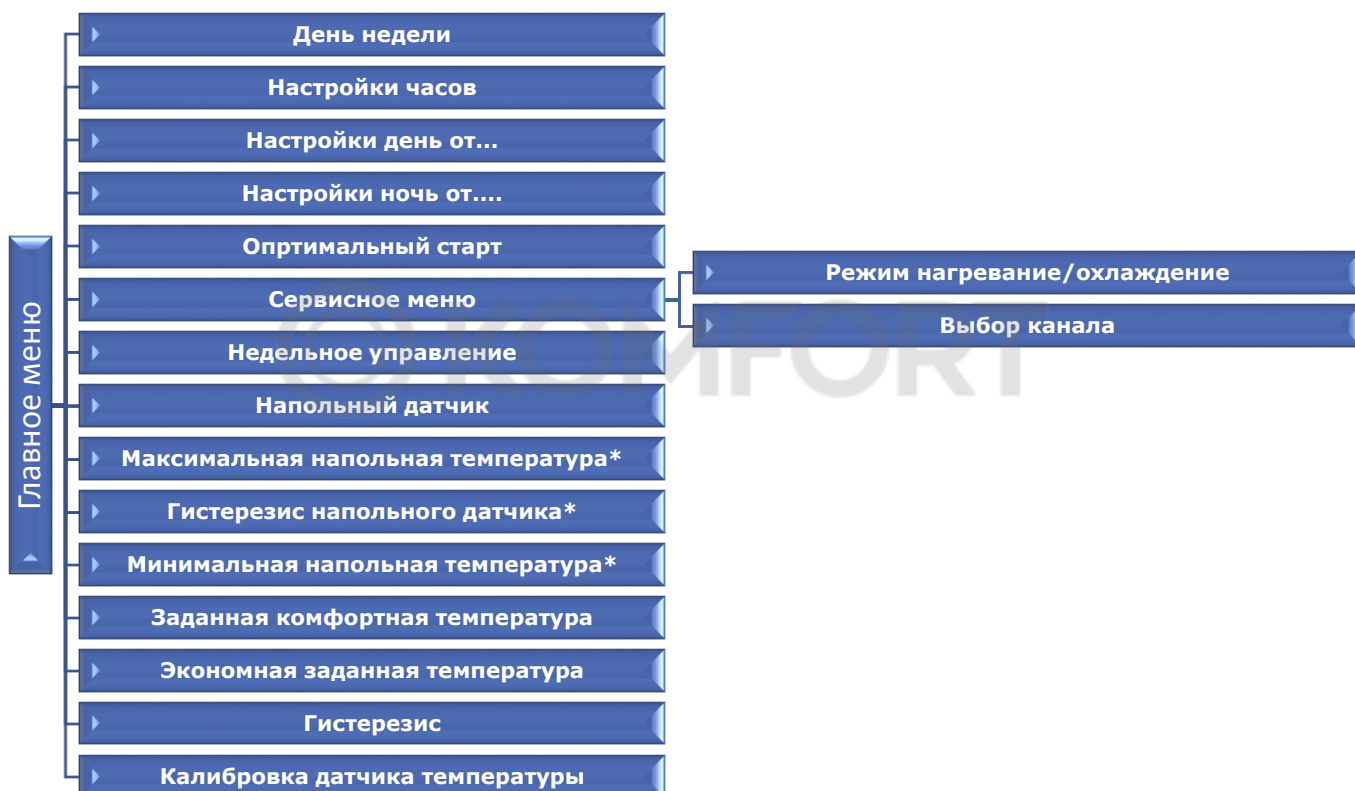 День недели
Настройки часов
Настройки день от...
Настройки ночь от....
Опртимальный старт
Сервисное меню
Режим нагревание/охлаждение
Выбор канала
Недельное управление
Напольный датчик
Максимальная напольная температура*
Гистерезис напольного датчика*
Минимальная напольная температура*
Заданная комфортная температура
Экономная заданная температура
Гистерезис
Калибровка датчика температуры
Главное меню
KOMFORT